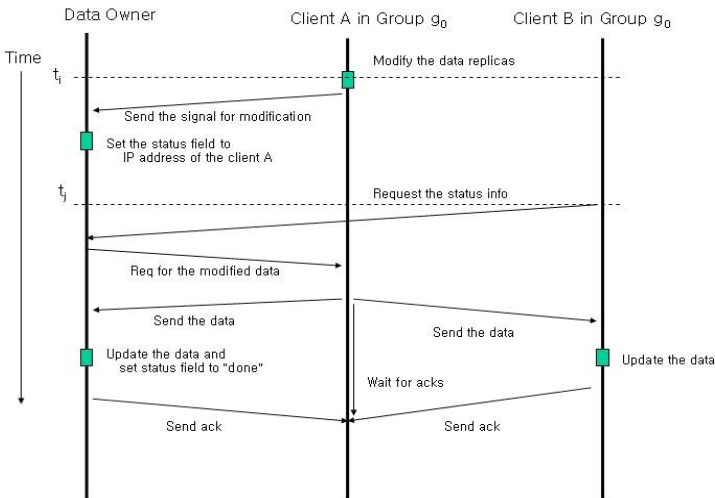 Data Owner
Client A in Group g₀
Client B in Group g₀
Time
Modify the data replicas
tᵢ
Send the signal for modification
Set the status field to
IP address of the client A
tⱼ
Request the status info
Req for the modified data
Send the data
Send the data
Update the data and
set status field to "done"
Update the data
Wait for acks
Send ack
Send ack